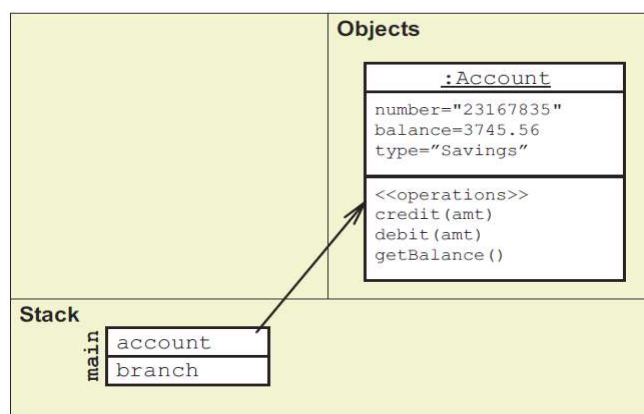 Objects
:Account
number="23167835"
balance=3745.56
type=”Savings”
<<operations>>
credit(amt)
debit(amt)
getBalance()
Stack
main
account
branch